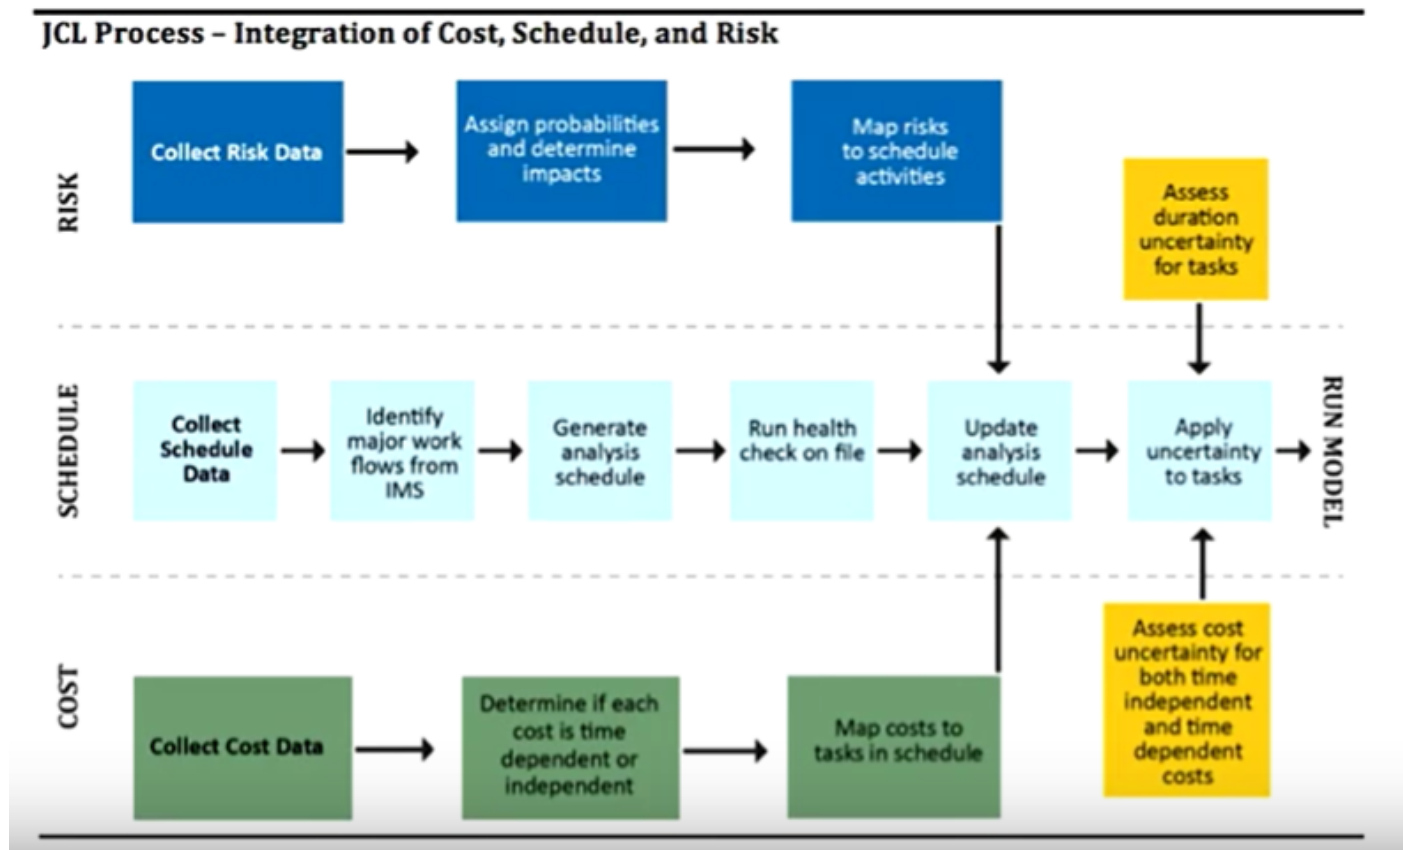 JCL Process – Integration of Cost, Schedule, and Risk
RISK
Collect Risk Data
Assign probabilities
and determine
impacts
Map risks
to schedule
activities
Assess
duration
uncertainty
for tasks
SCHEDULE
Collect
Schedule
Data
Identify
major work
flows from
IMS
Generate
analysis
schedule
Run health
check on file
Update
analysis
schedule
Apply
uncertainty
to tasks
RUN MODEL
COST
Collect Cost Data
Determine if each
cost is time
dependent or
independent
Map costs to
tasks in schedule
Assess cost
uncertainty for
both time
independent
and time
dependent
costs